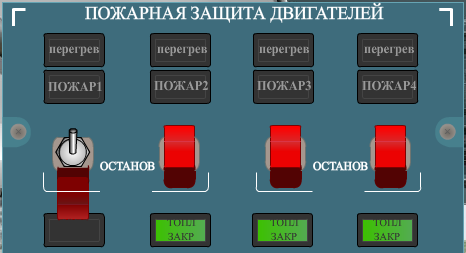 ПОЖАРНАЯ ЗАЩИТА ДВИГАТЕЛЕЙ
перегрев перегрев перегрев перегрев
ПОЖАР1 ПОЖАР2 ПОЖАР3 ПОЖАР4
ОСТАНОВ ОСТАНОВ
ТОПЛ ТОПЛ ТОПЛ
ЗАКР ЗАКР ЗАКР